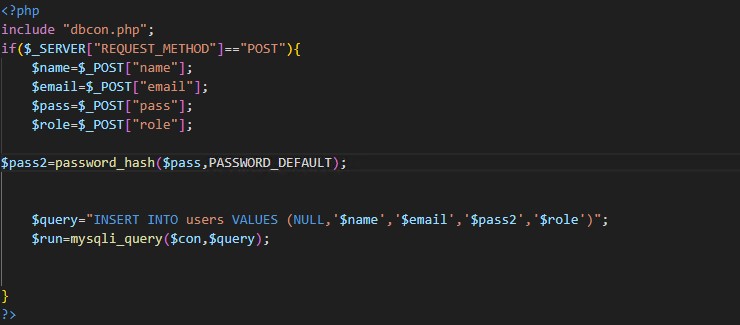 <?php
include "dbcon.php";
if($_SERVER["REQUEST_METHOD"]=="POST"){
    $name=$_POST["name"];
    $email=$_POST["email"];
    $pass=$_POST["pass"];
    $role=$_POST["role"];
$pass2=password_hash($pass,PASSWORD_DEFAULT);
    $query="INSERT INTO users VALUES (NULL,'$name','$email','$pass2','$role')";
    $run=mysqli_query($con,$query);
}
?>